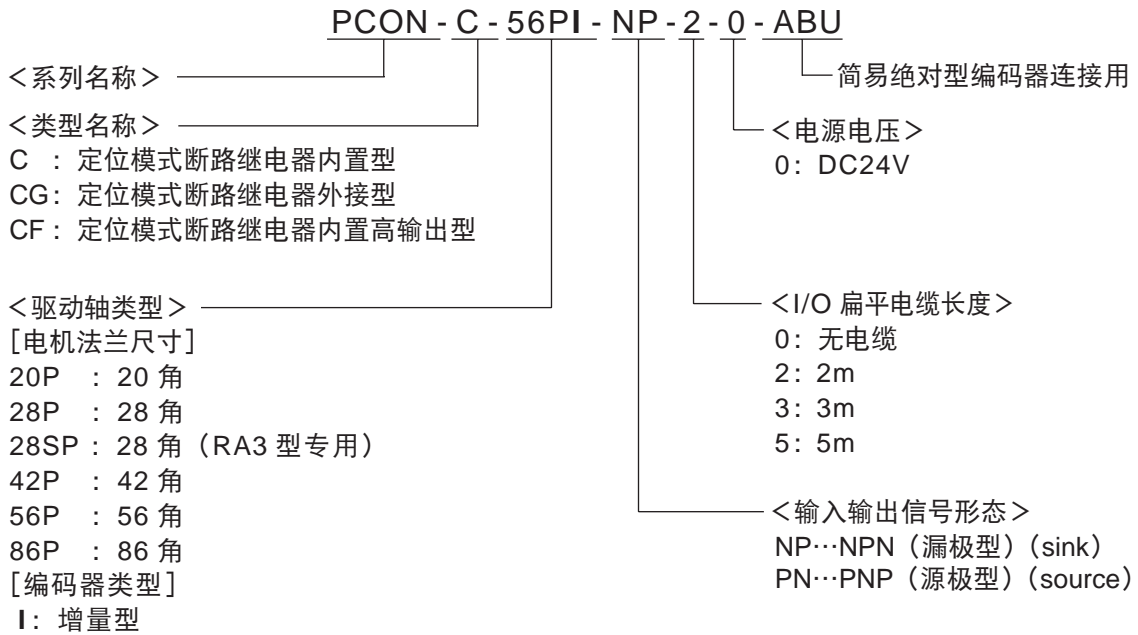 PCON - C - 56PI - NP - 2 - 0 - ABU
＜系列名称＞
简易绝对型编码器连接用
＜类型名称＞
C ：定位模式断路继电器内置型
CG：定位模式断路继电器外接型
CF：定位模式断路继电器内置高输出型
＜电源电压＞
0：DC24V
＜驱动轴类型＞
[电机法兰尺寸]
20P ：20 角
28P ：28 角
28SP：28 角（RA3 型专用）
42P ：42 角
56P ：56 角
86P ：86 角
[编码器类型]
I：增量型
＜I/O 扁平电缆长度＞
0：无电缆
2：2m
3：3m
5：5m
＜输入输出信号形态＞
NP…NPN（漏极型）（sink）
PN…PNP（源极型）（source）